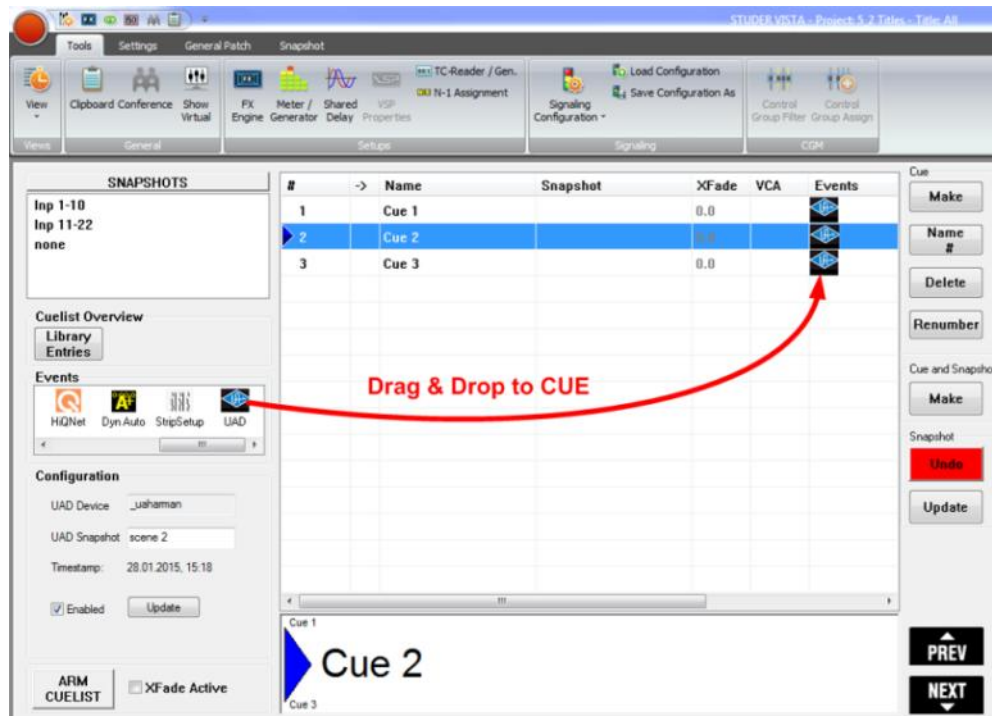 STUDER VISTA - Project: 5-2 Titles - Title: All
Tools Settings General Patch Snapshot
View
Clipboard
Conference
Show Virtual
FX Engine
Meter / Generator
Shared Delay
VSP Properties
TC-Reader / Gen.
N-1 Assignment
Signaling Configuration
Load Configuration
Save Configuration As
Control Group Filter
Control Group Assign
Views General Setups Signaling CGM
SNAPSHOTS
Inp 1-10
Inp 11-22
none
Cuelist Overview
Library
Entries
Events
HiQNet Dyn.Auto StripSetup UAD
Configuration
UAD Device _uaharman
UAD Snapshot scene 2
Timestamp: 28.01.2015, 15:18
Enabled Update
ARM
CUELIST
XFade Active
# -> Name Snapshot XFade VCA Events
1 Cue 1 0.0
2 Cue 2
3 Cue 3 0.0
Drag & Drop to CUE
Cue 1
Cue 2
Cue 3
Cue
Make
Name
#
Delete
Renumber
Cue and Snapsho
Make
Snapshot
Undo
Update
PREV
NEXT